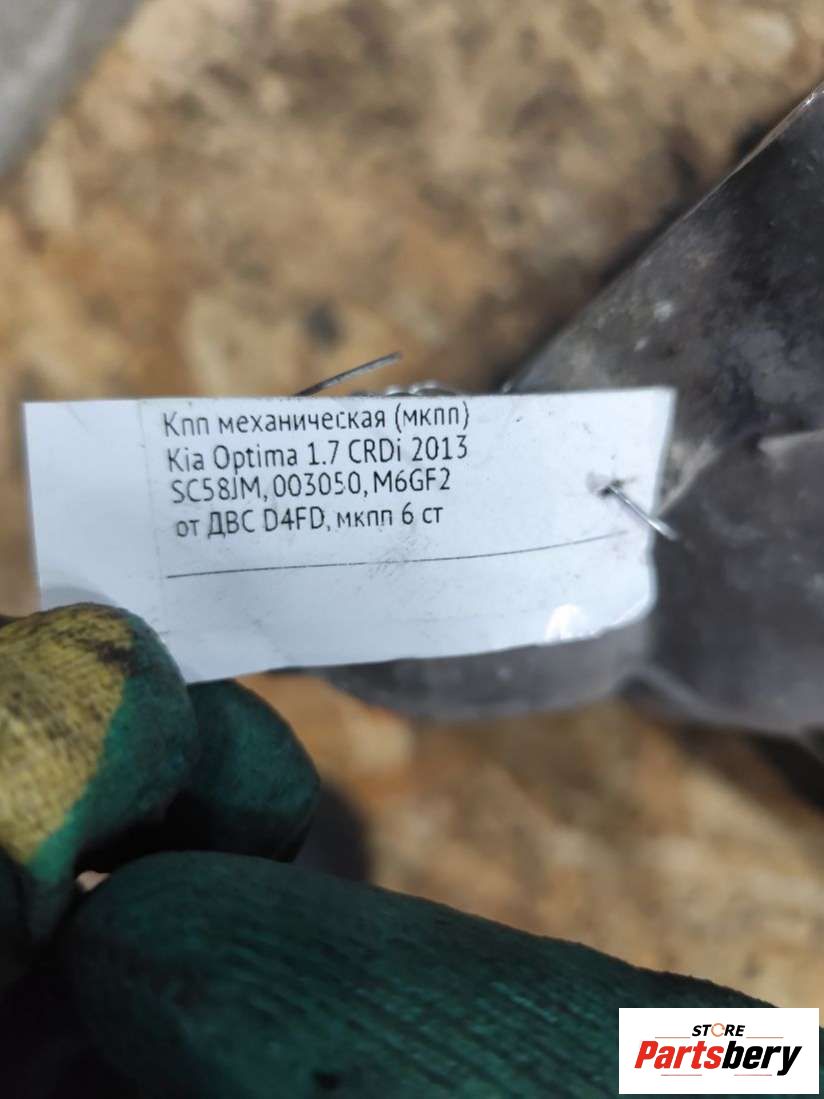 Кпп механическая (мкпп)
Kia Optima 1.7 CRDi 2013
SC58JM, 003050, M6GF2
от ДВС D4FD, мкпп 6 ст
STORE
Partsbery